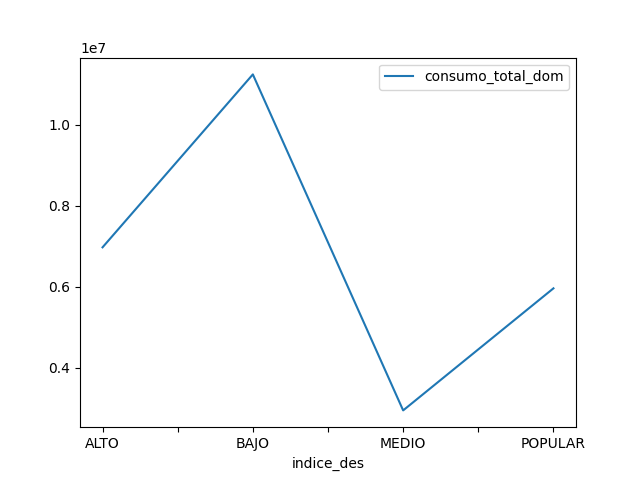 1e7
consumo_total_dom
1.0
0.8
0.6
0.4
ALTO BAJO MEDIO POPULAR
indice_des